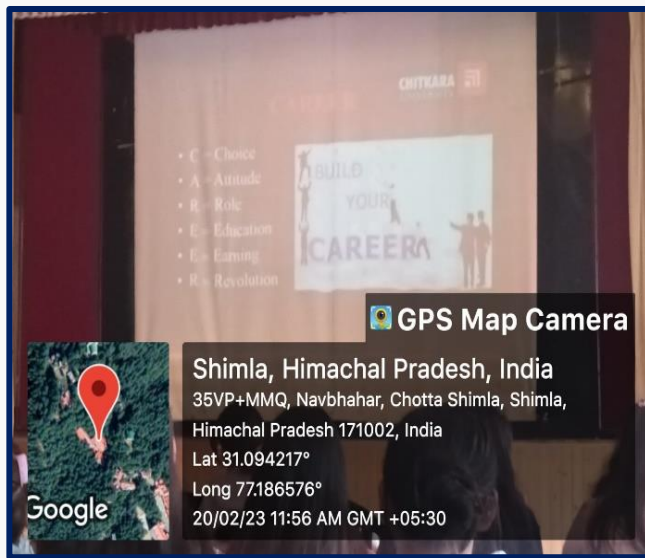 CHITKARA
UNIVERSITY
CAREER
• C = Choice
• A = Attitude
• R = Role
• E = Education
• E = Earning
• R = Revolution
BUILD
YOUR
CAREER
GPS Map Camera
Shimla, Himachal Pradesh, India
35VP+MMQ, Navbhahar, Chotta Shimla, Shimla,
Himachal Pradesh 171002, India
Lat 31.094217°
Long 77.186576°
20/02/23 11:56 AM GMT +05:30
Google